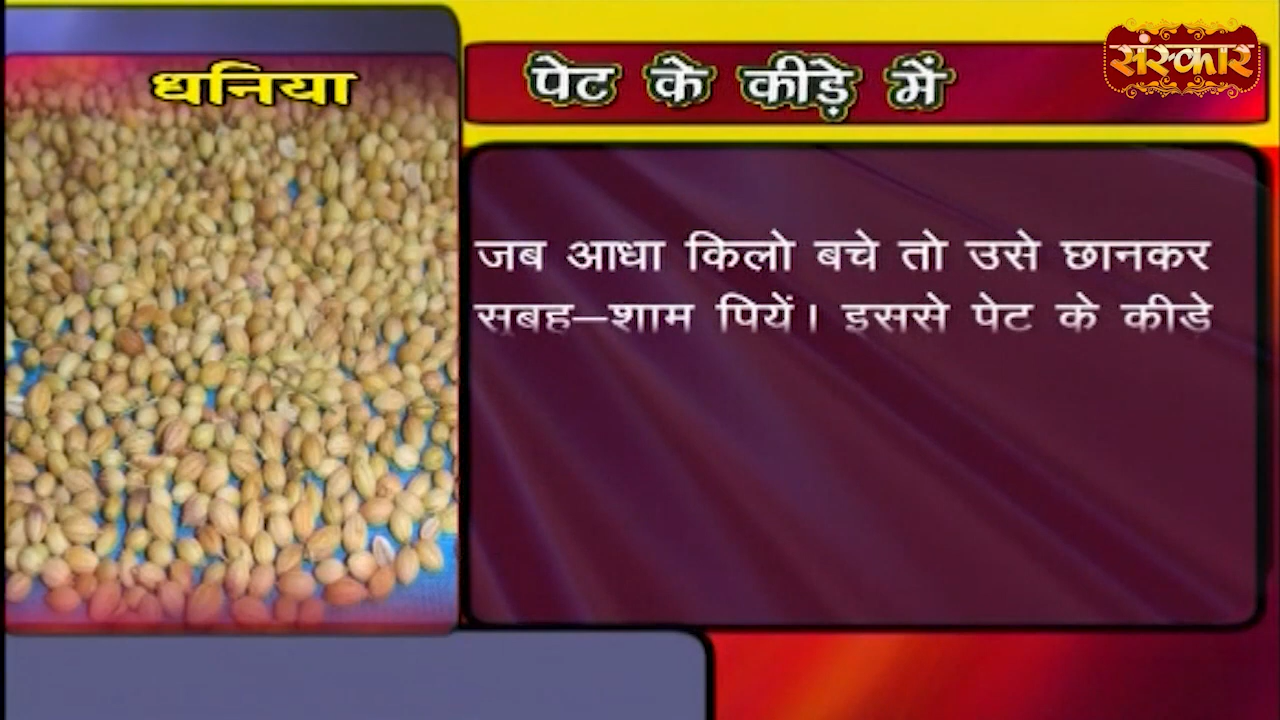 धनिया
पेट के कीड़े में
संस्कार
जब आधा किलो बचे तो उसे छानकर
सुबह–शाम पियें। इससे पेट के कीड़े